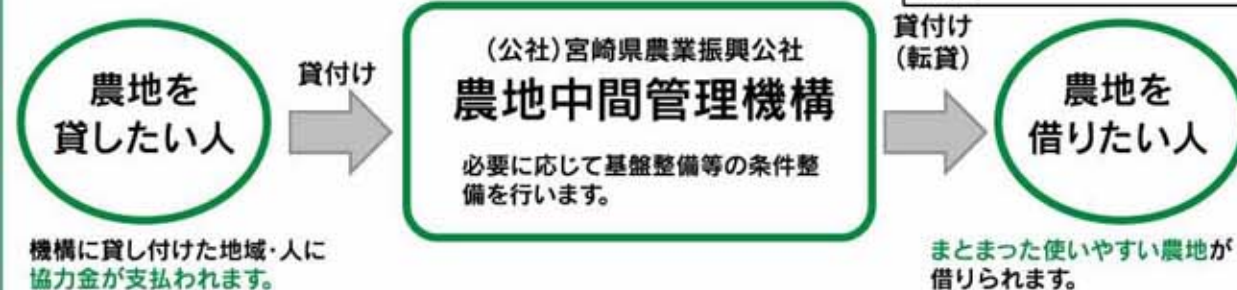 農地を
貸したい人
機構に貸し付けた地域･人に
協力金が支払われます。
貸付け
(公社)宮崎県農業振興公社
農地中間管理機構
必要に応じて基盤整備等の条件整
備を行います。
貸付け
(転貸)
農地を
借りたい人
まとまった使いやすい農地が
借りられます。